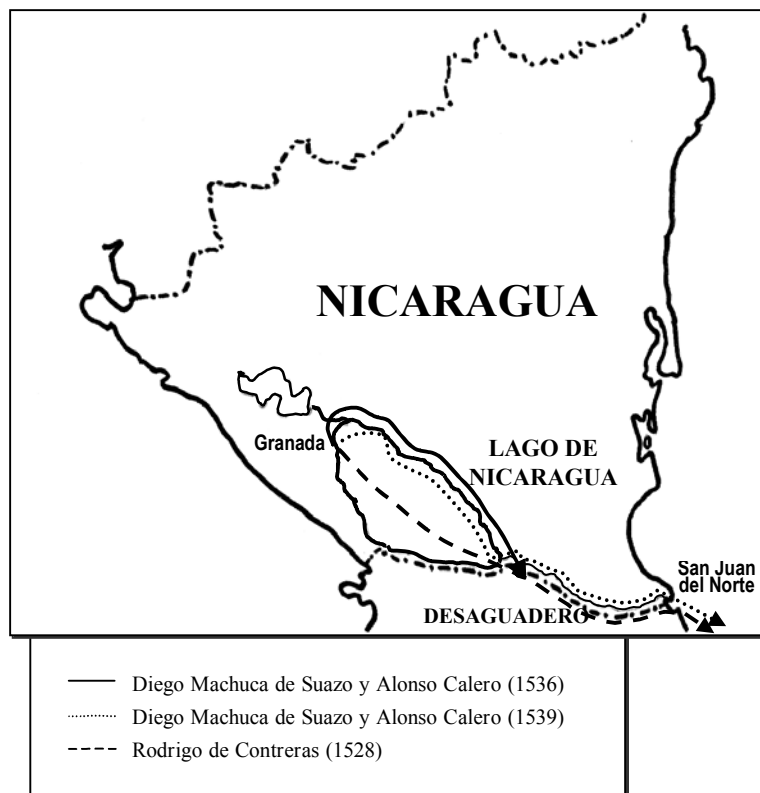 NICARAGUA
Granada
LAGO DE
NICARAGUA
San Juan
del Norte
DESAGUADERO
Diego Machuca de Suazo y Alonso Calero (1536)
Diego Machuca de Suazo y Alonso Calero (1539)
Rodrigo de Contreras (1528)